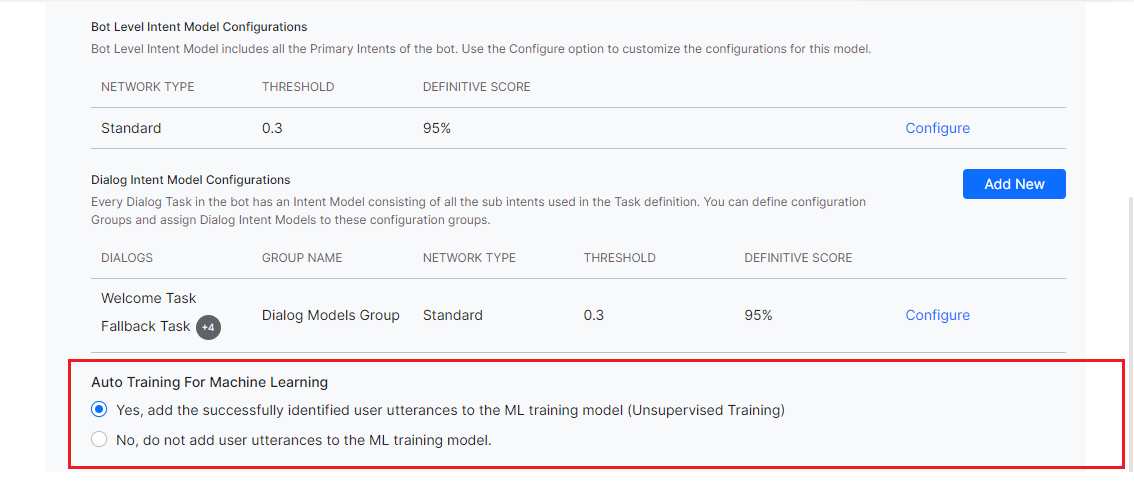 Bot Level Intent Model Configurations
Bot Level Intent Model includes all the Primary Intents of the bot. Use the Configure option to customize the configurations for this model.
NETWORK TYPE THRESHOLD DEFINITIVE SCORE
Standard 0.3 95% Configure
Dialog Intent Model Configurations
Add New
Every Dialog Task in the bot has an Intent Model consisting of all the sub intents used in the Task definition. You can define configuration
Groups and assign Dialog Intent Models to these configuration groups.
DIALOGS GROUP NAME NETWORK TYPE THRESHOLD DEFINITIVE SCORE
Welcome Task
Fallback Task +4
Dialog Models Group Standard 0.3 95% Configure
Auto Training For Machine Learning
Yes, add the successfully identified user utterances to the ML training model (Unsupervised Training)
No, do not add user utterances to the ML training model.